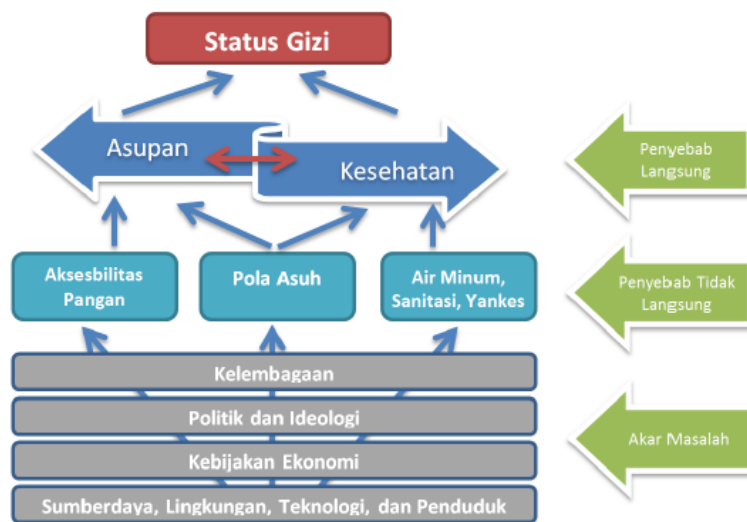 Status Gizi
Asupan
Kesehatan
Penyebab
Langsung
Aksesbilitas
Pangan
Pola Asuh
Air Minum,
Sanitasi, Yankes
Penyebab Tidak
Langsung
Kelembagaan
Politik dan Ideologi
Kebijakan Ekonomi
Sumberdaya, Lingkungan, Teknologi, dan Penduduk
Akar Masalah